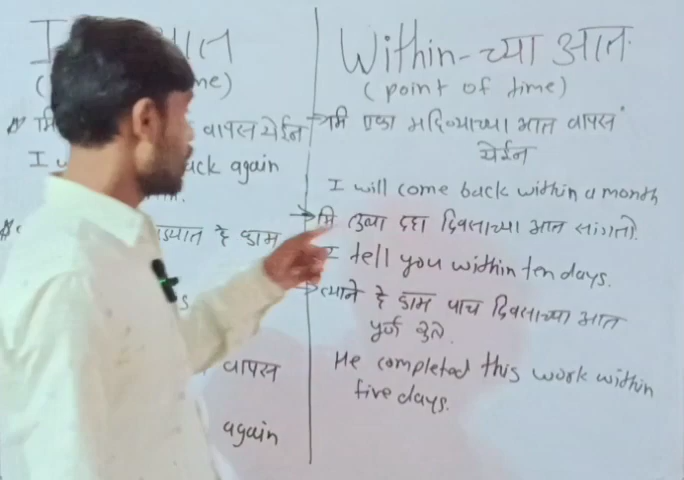 I आत
( me)
वापस येईन
I w back again
हे काम
s
वापस
again
Within - च्या आत
(point of time)
मि एका महिण्याच्या आत वापस
येईन
I will come back within a month
मि तुला दहा दिवसाच्या आत सांगतो.
I tell you within ten days.
त्याने हे काम पाच दिवसाच्या आत
पूर्ण केले.
He completed this work within
five days.